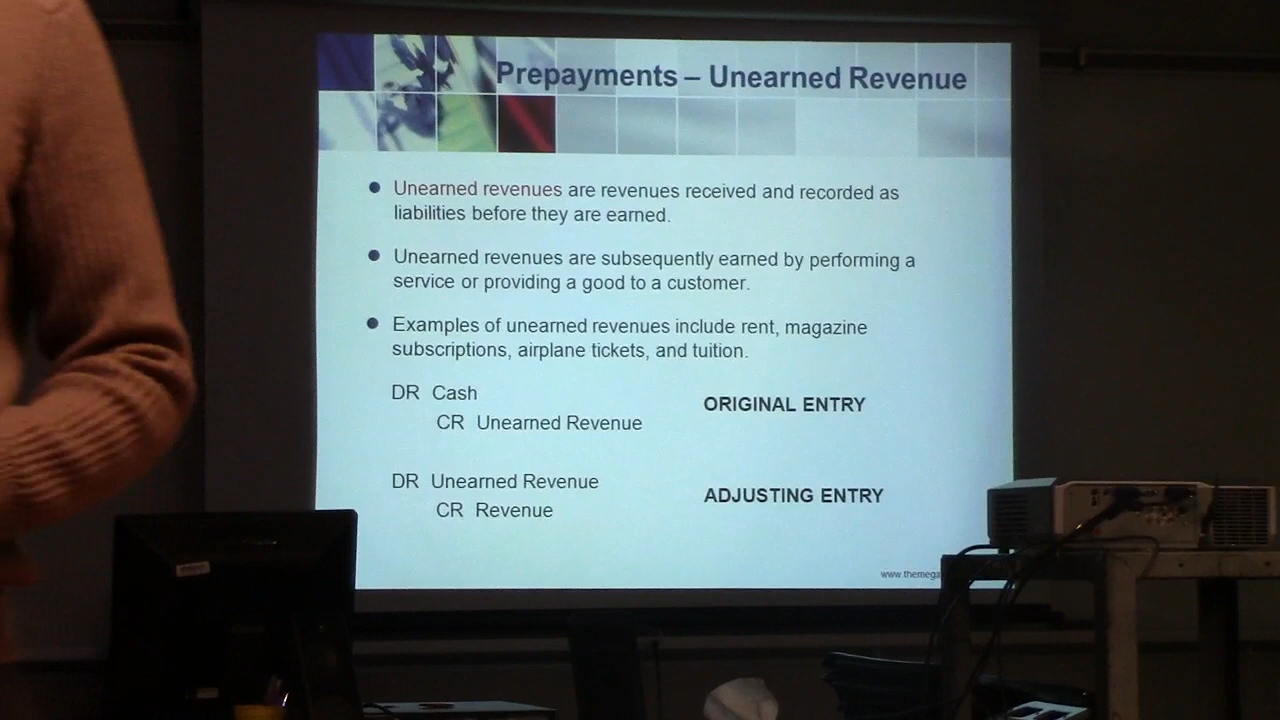 Prepayments – Unearned Revenue
Unearned revenues are revenues received and recorded as
liabilities before they are earned.
Unearned revenues are subsequently earned by performing a
service or providing a good to a customer.
Examples of unearned revenues include rent, magazine
subscriptions, airplane tickets, and tuition.
DR Cash
ORIGINAL ENTRY
CR Unearned Revenue
DR Unearned Revenue
ADJUSTING ENTRY
CR Revenue